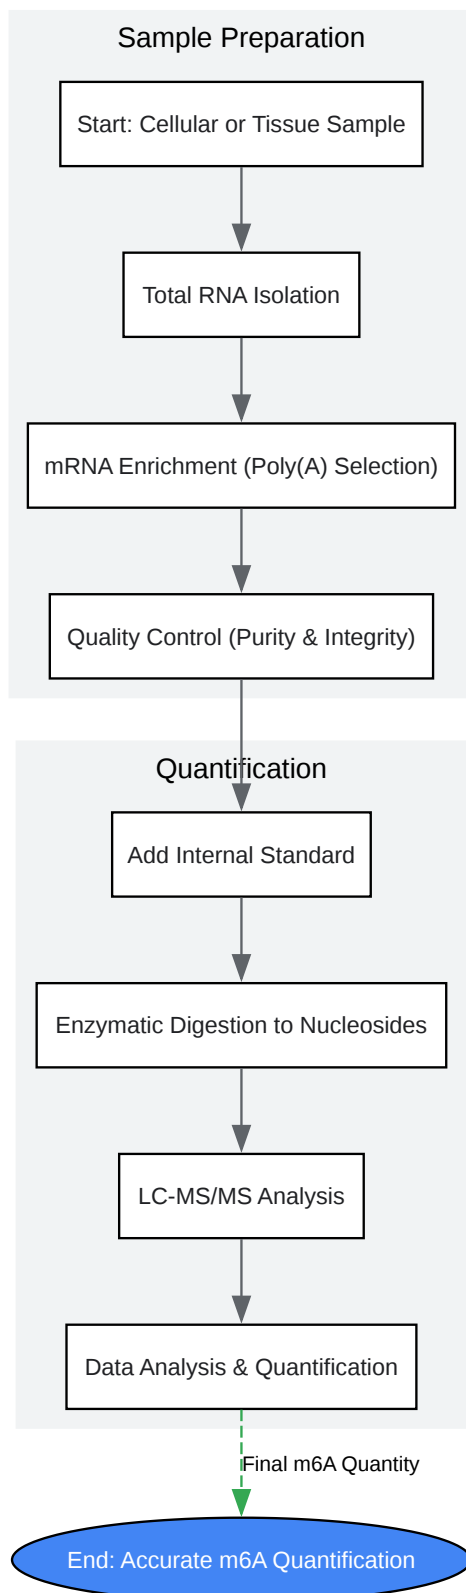 Sample Preparation
Start: Cellular or Tissue Sample
Total RNA Isolation
mRNA Enrichment (Poly(A) Selection)
Quality Control (Purity & Integrity)
Quantification
Add Internal Standard
Enzymatic Digestion to Nucleosides
LC-MS/MS Analysis
Data Analysis & Quantification
Final m6A Quantity
End: Accurate m6A Quantification